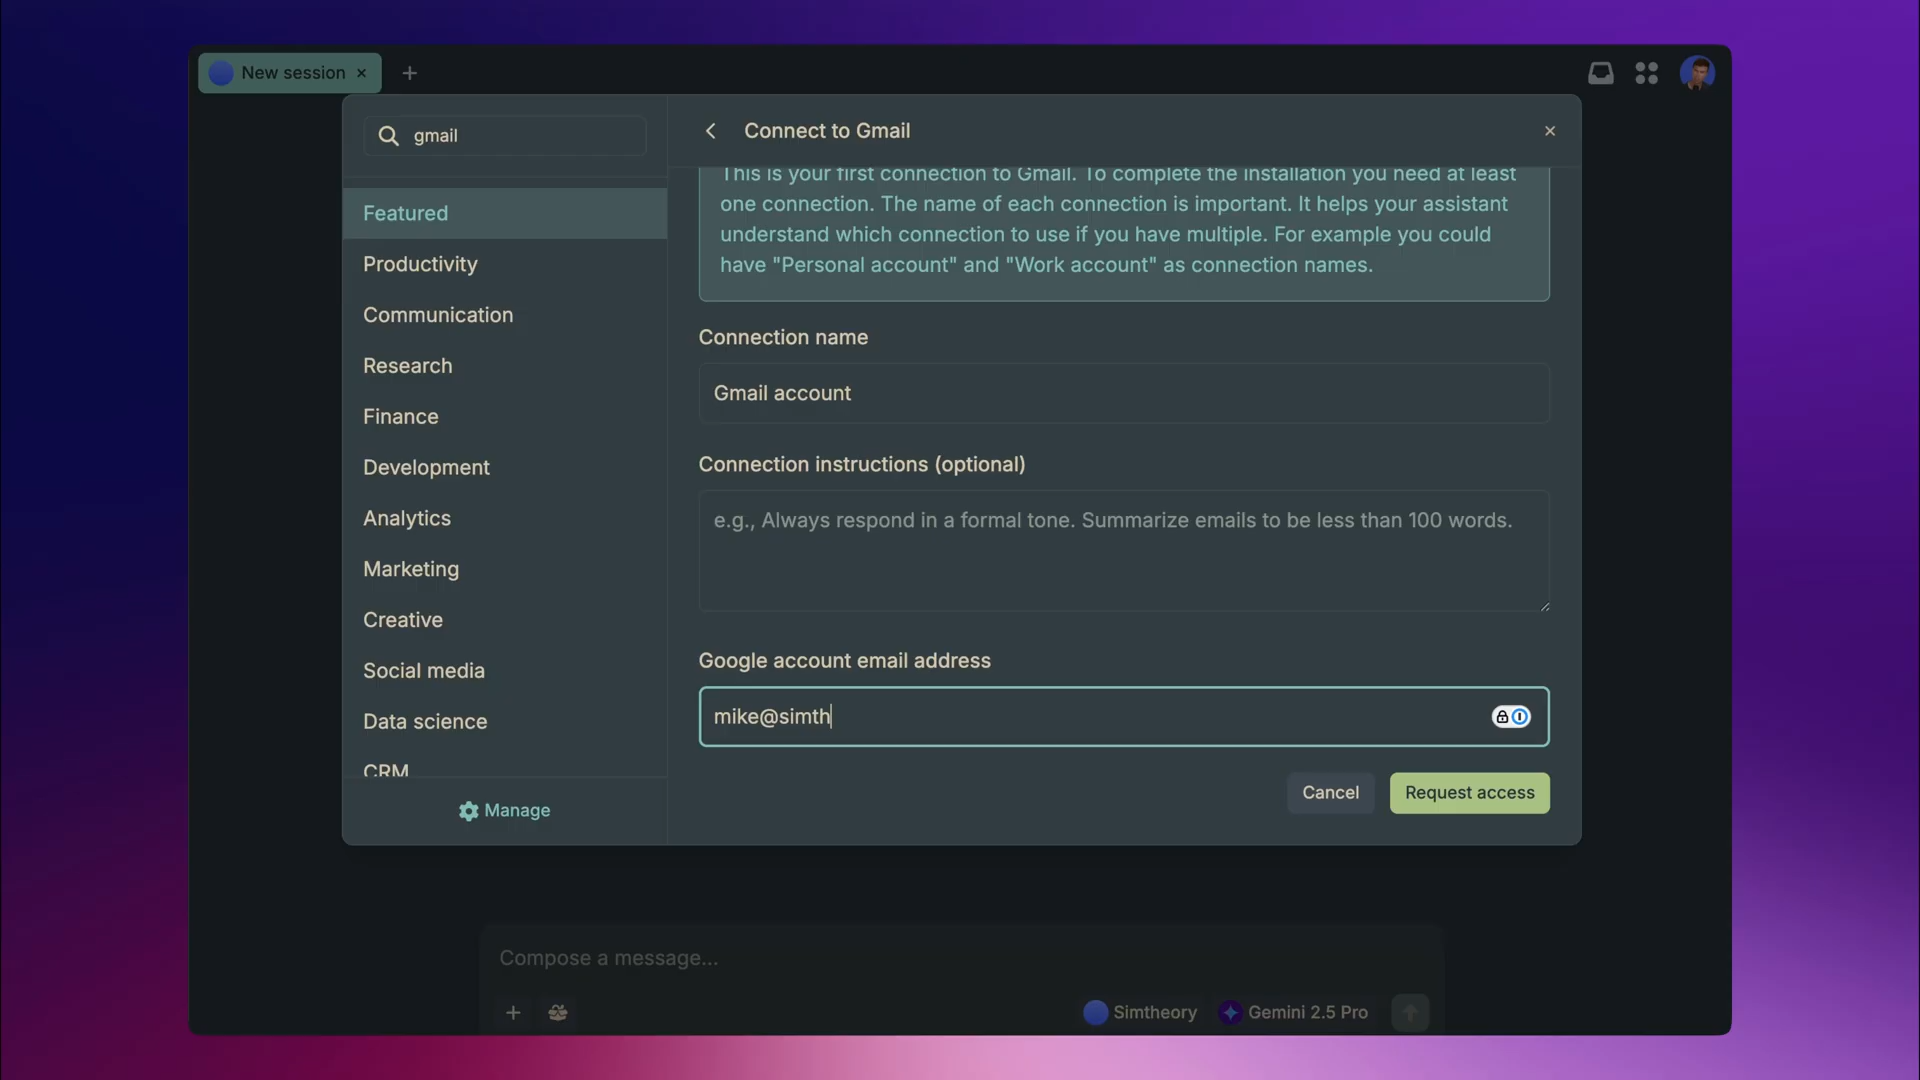 New session
gmail
Featured
Productivity
Communication
Research
Finance
Development
Analytics
Marketing
Creative
Social media
Data science
CRM
Manage
Connect to Gmail
This is your first connection to Gmail. To complete the installation you need at least
one connection. The name of each connection is important. It helps your assistant
understand which connection to use if you have multiple. For example you could
have "Personal account" and "Work account" as connection names.
Connection name
Gmail account
Connection instructions (optional)
e.g., Always respond in a formal tone. Summarize emails to be less than 100 words.
Google account email address
mike@simth
Cancel
Request access
Compose a message...
Simtheory
Gemini 2.5 Pro